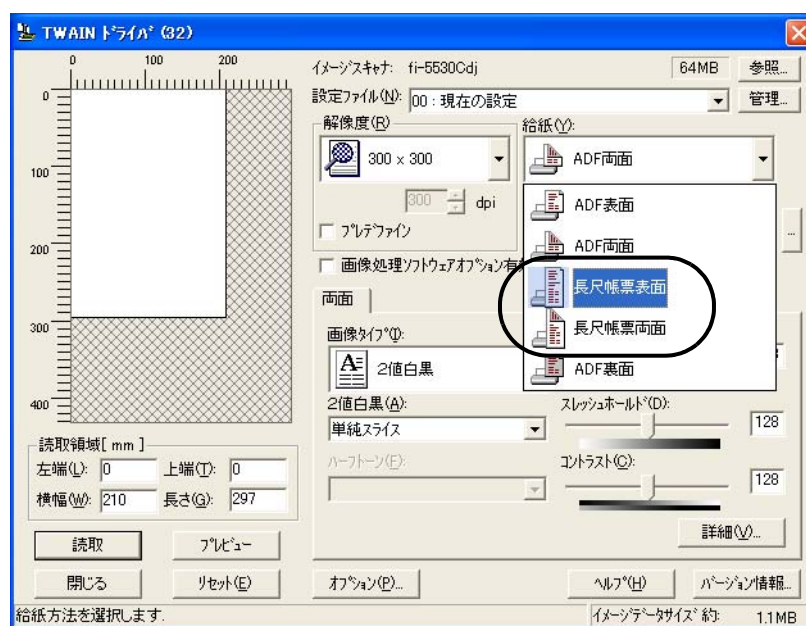 TWAIN ドライバ (32)
0 100 200
0
100
200
300
400
イメージスキャナ: fi-5530Cdj
64MB
参照...
設定ファイル(N):
00 : 現在の設定
管理...
解像度(R)
300 × 300
300 dpi
プレデファイン
給紙(Y):
ADF両面
ADF表面
ADF両面
長尺帳票表面
長尺帳票両面
ADF裏面
...
画像処理ソフトウェアオプション有
両面
画像タイプ(I):
2値白黒
2値白黒(A):
単純スライス
ハーフトーン(F):
スレッショホールド(D):
128
コントラスト(C):
128
詳細(V)...
読取領域[ mm ]
左端(L): 0 上端(T): 0
横幅(W): 210 長さ(G): 297
読取
プレビュー
閉じる
リセット(E)
オプション(P)...
ヘルプ(H)
バージョン情報...
給紙方法を選択します.
イメージデータサイズ 約: 1.1MB